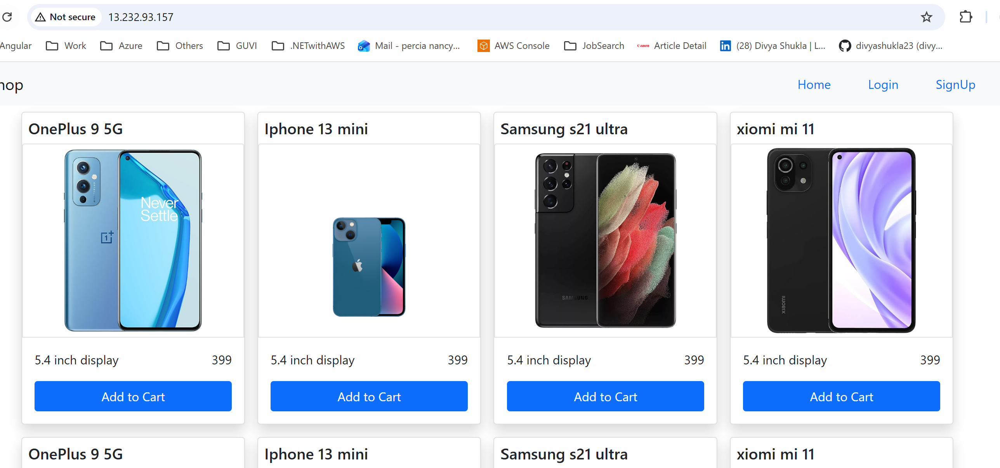 Not secure 13.232.93.157
Angular Work Azure Others GUVI .NETwithAWS Mail - percia nancy... AWS Console JobSearch Canon Article Detail (28) Divya Shukla | L... divyashukla23 (divy...
hop Home Login SignUp
OnePlus 9 5G Iphone 13 mini Samsung s21 ultra xiomi mi 11
Never
Settle
SAMSUNG
xiaomi
5.4 inch display 399 5.4 inch display 399 5.4 inch display 399 5.4 inch display 399
Add to Cart Add to Cart Add to Cart Add to Cart
OnePlus 9 5G Iphone 13 mini Samsung s21 ultra xiomi mi 11